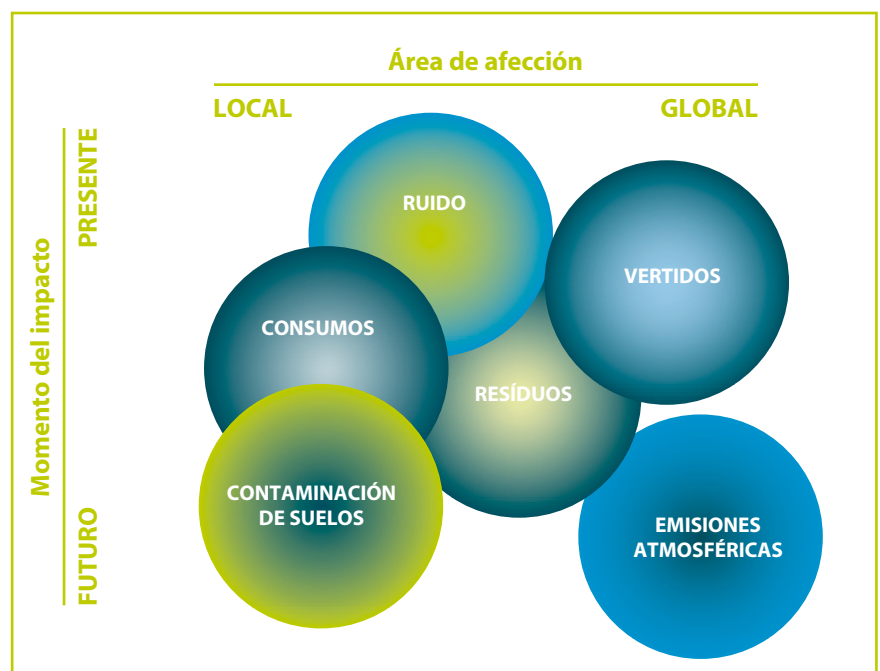 Área de afección
LOCAL
GLOBAL
Momento del impacto
PRESENTE
FUTURO
RUIDO
VERTIDOS
CONSUMOS
RESÍDUOS
CONTAMINACIÓN
DE SUELOS
EMISIONES
ATMOSFÉRICAS